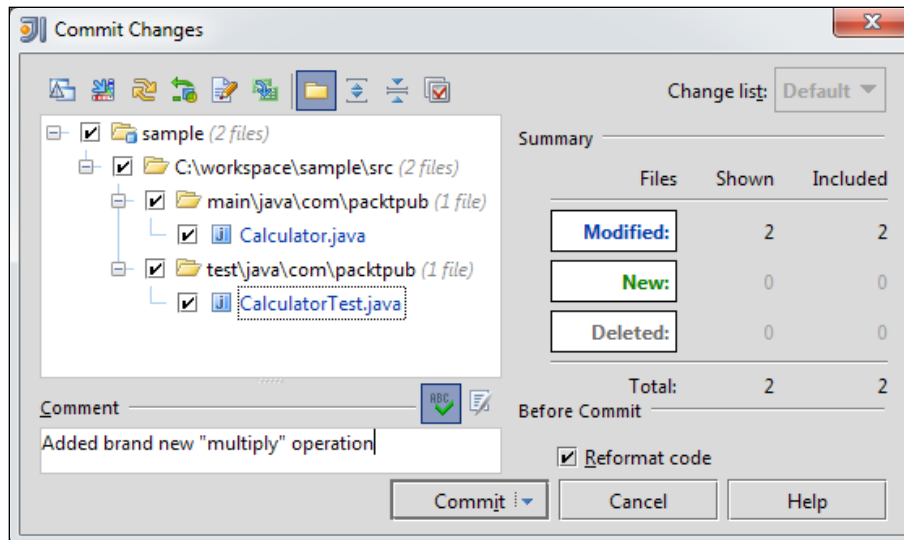 Commit Changes
Change list: Default
sample (2 files)
C:\workspace\sample\src (2 files)
main\java\com\packtpub (1 file)
Calculator.java
test\java\com\packtpub (1 file)
CalculatorTest.java
Summary
Files Shown Included
Modified: 2 2
New: 0 0
Deleted: 0 0
Total: 2 2
Comment
ABC
Added brand new "multiply" operation
Before Commit
Reformat code
Commit Cancel Help